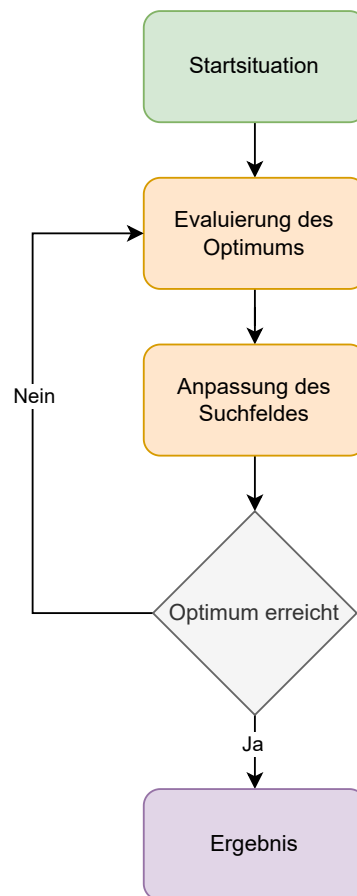 Startsituation
Evaluierung des
Optimums
Anpassung des
Suchfeldes
Nein
Optimum erreicht
Ja
Ergebnis